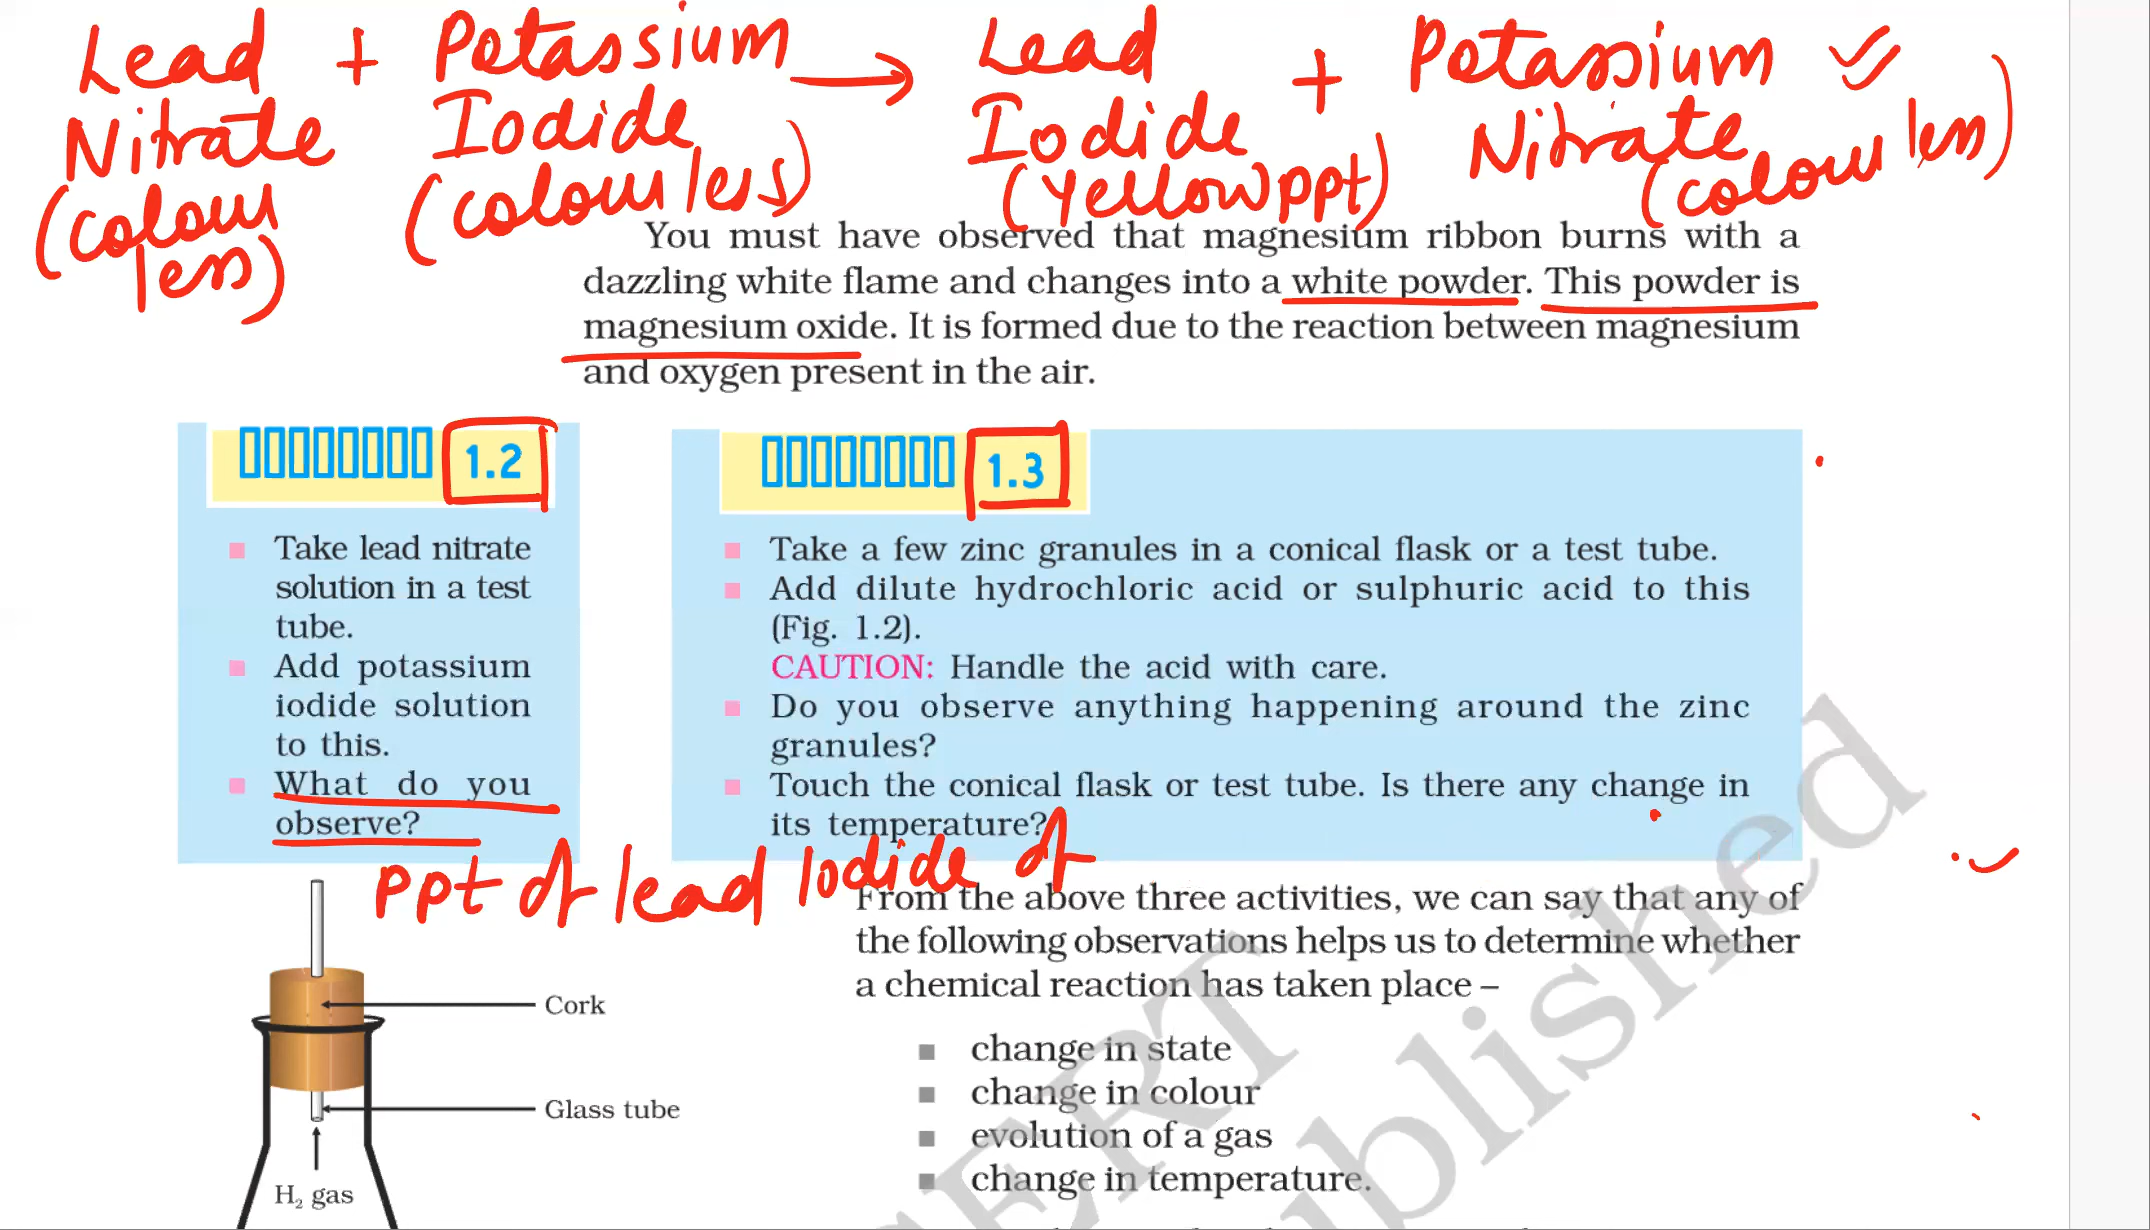 Lead + Potassium → Lead + Potassium
Nitrate Iodide Iodide Nitrate
(colour (colourless) (Yellow ppt) (colourless)
less)
You must have observed that magnesium ribbon burns with a
dazzling white flame and changes into a white powder. This powder is
magnesium oxide. It is formed due to the reaction between magnesium
and oxygen present in the air.
1.2
Take lead nitrate
solution in a test
tube.
Add potassium
iodide solution
to this.
What do you
observe?
1.3
Take a few zinc granules in a conical flask or a test tube.
Add dilute hydrochloric acid or sulphuric acid to this
(Fig. 1.2).
CAUTION: Handle the acid with care.
Do you observe anything happening around the zinc
granules?
Touch the conical flask or test tube. Is there any change in
its temperature?
ppt of lead Iodide of
From the above three activities, we can say that any of
the following observations helps us to determine whether
a chemical reaction has taken place –
change in state
change in colour
evolution of a gas
change in temperature.
Cork
Glass tube
H₂ gas